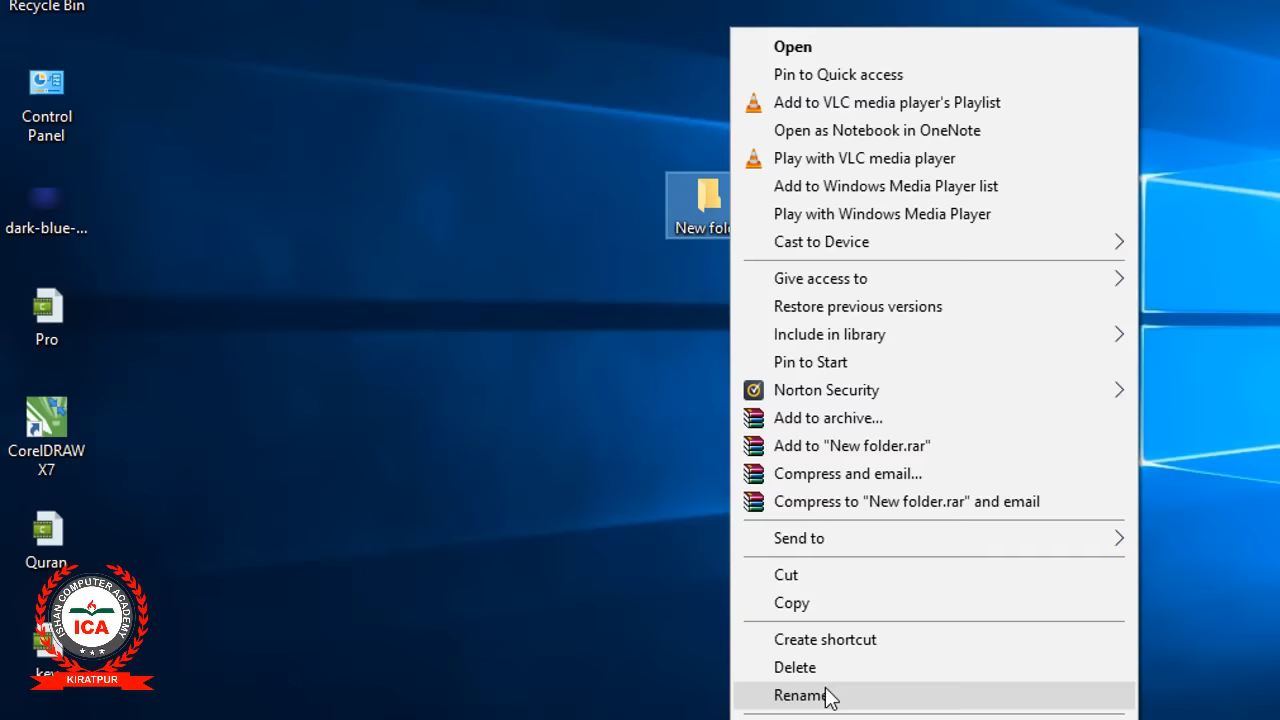 Recycle Bin
Control
Panel
dark-blue-...
Pro
CorelDRAW
X7
Quran
ISHAN COMPUTER ACADEMY
ICA
KIRATPUR
New
Open
Pin to Quick access
Add to VLC media player's Playlist
Open as Notebook in OneNote
Play with VLC media player
Add to Windows Media Player list
Play with Windows Media Player
Cast to Device
Give access to
Restore previous versions
Include in library
Pin to Start
Norton Security
Add to archive...
Add to "New folder.rar"
Compress and email...
Compress to "New folder.rar" and email
Send to
Cut
Copy
Create shortcut
Delete
Rename